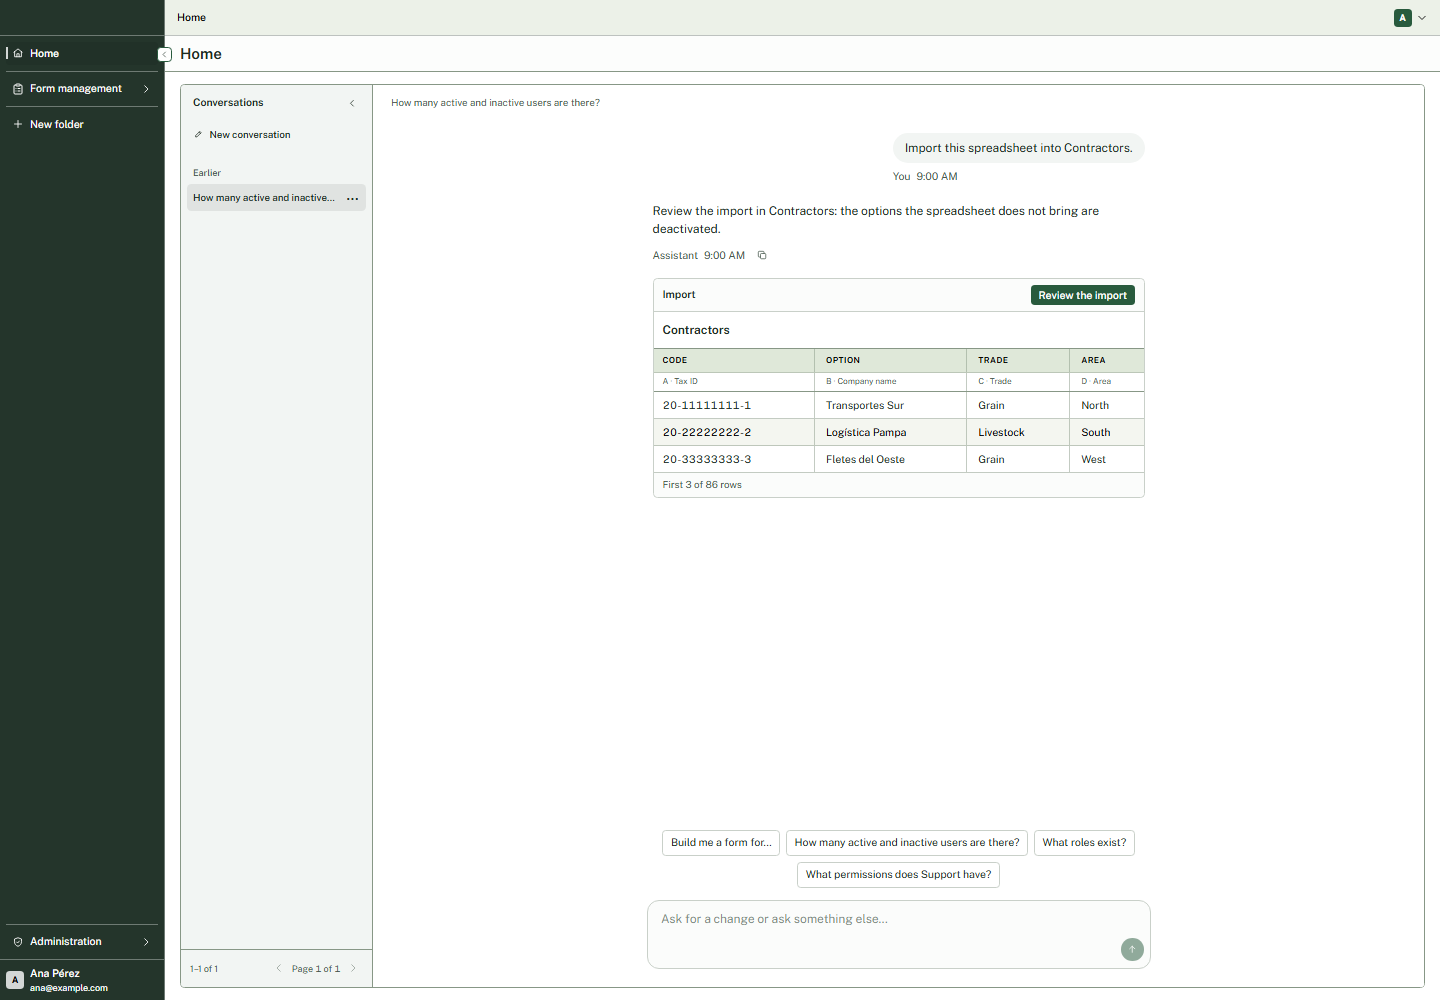 Home
A
Home
Form management
New folder
Home
Conversations
New conversation
Earlier
How many active and inactive...
How many active and inactive users are there?
Import this spreadsheet into Contractors.
You 9:00 AM
Review the import in Contractors: the options the spreadsheet does not bring are
deactivated.
Assistant 9:00 AM
Import
Review the import
Contractors
CODE OPTION TRADE AREA
A · Tax ID B · Company name C · Trade D · Area
20-11111111-1 Transportes Sur Grain North
20-22222222-2 Logística Pampa Livestock South
20-33333333-3 Fletes del Oeste Grain West
First 3 of 86 rows
Build me a form for... How many active and inactive users are there? What roles exist?
What permissions does Support have?
Ask for a change or ask something else...
1–1 of 1 Page 1 of 1
Administration
A
Ana Pérez
ana@example.com